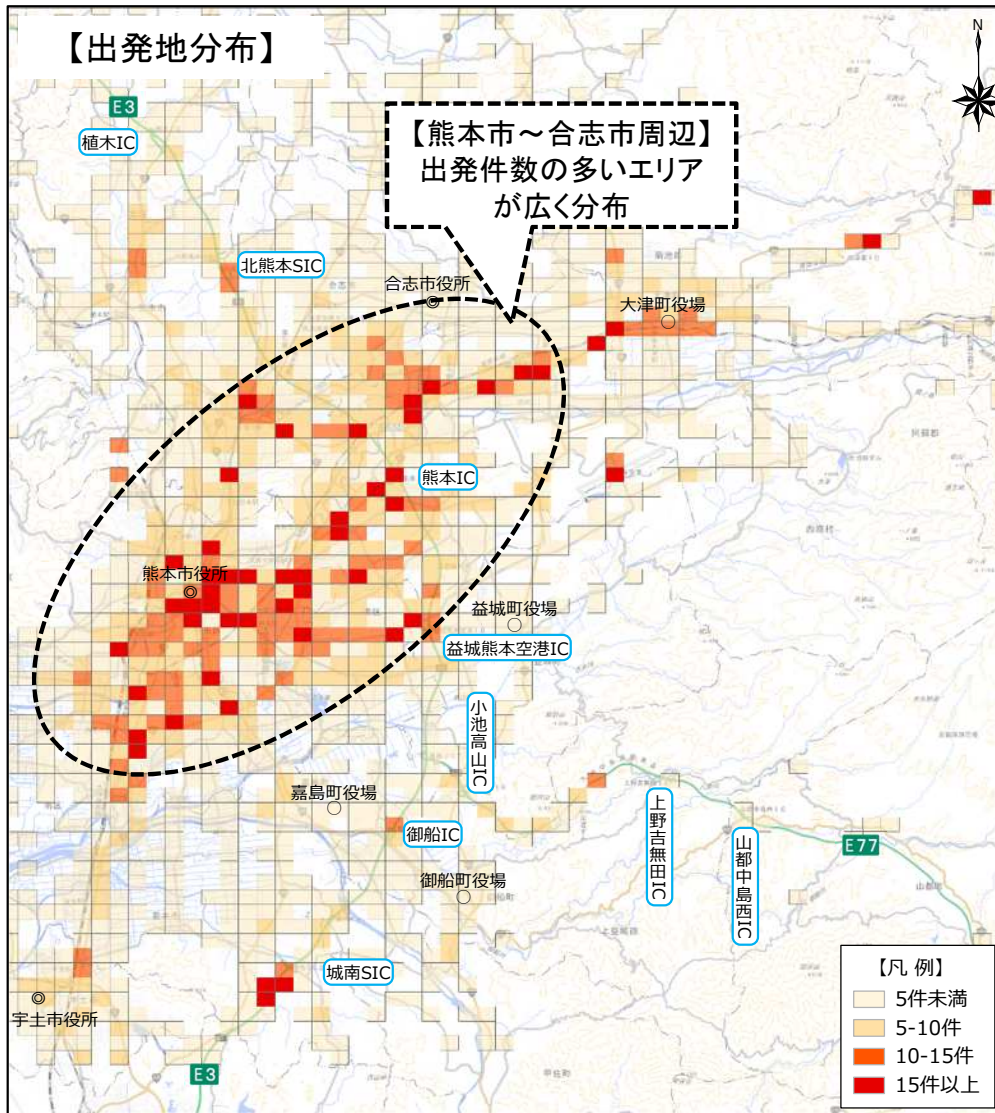 【出発地分布】
N
E3
植木IC
【熊本市～合志市周辺】
出発件数の多いエリア
が広く分布
北熊本SIC
合志市役所
大津町役場
熊本IC
熊本市役所
益城町役場
益城熊本空港IC
小池高山IC
嘉島町役場
御船IC
上野吉無田IC
山都中島西IC
E77
御船町役場
城南SIC
宇土市役所
E3
【凡 例】
5件未満
5-10件
10-15件
15件以上